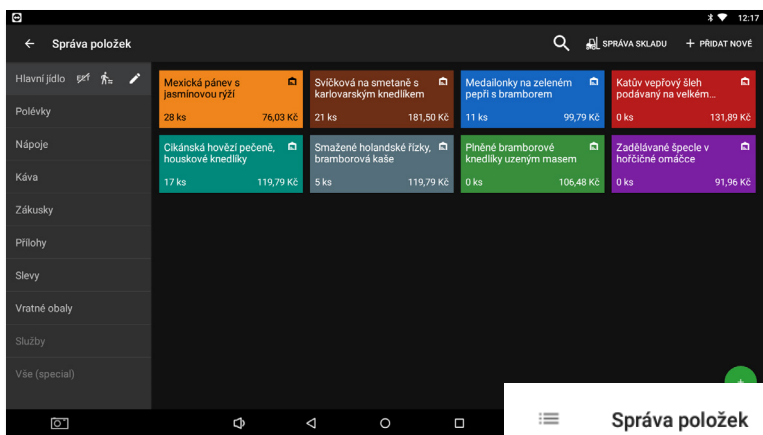 12:17
Správa položek
SPRÁVA SKLADU
+ PŘIDAT NOVÉ
Hlavní jídlo
Polévky
Nápoje
Káva
Zákusky
Přílohy
Slevy
Vratné obaly
Služby
Vše (special)
Mexická pánev s
jasmínovou rýží
28 ks 76,03 Kč
Svíčková na smetaně s
karlovarským knedlíkem
21 ks 181,50 Kč
Medailonky na zeleném
pepři s bramborem
11 ks 99,79 Kč
Katův vepřový šleh
podávaný na velkém...
0 ks 131,89 Kč
Cikánská hovězí pečeně,
houskové knedlíky
17 ks 119,79 Kč
Smažené holandské řízky,
bramborová kaše
5 ks 119,79 Kč
Plněné bramborové
knedlíky uzeným masem
0 ks 106,48 Kč
Zadělávané špecle v
hořčičné omáčce
0 ks 91,96 Kč
Správa položek